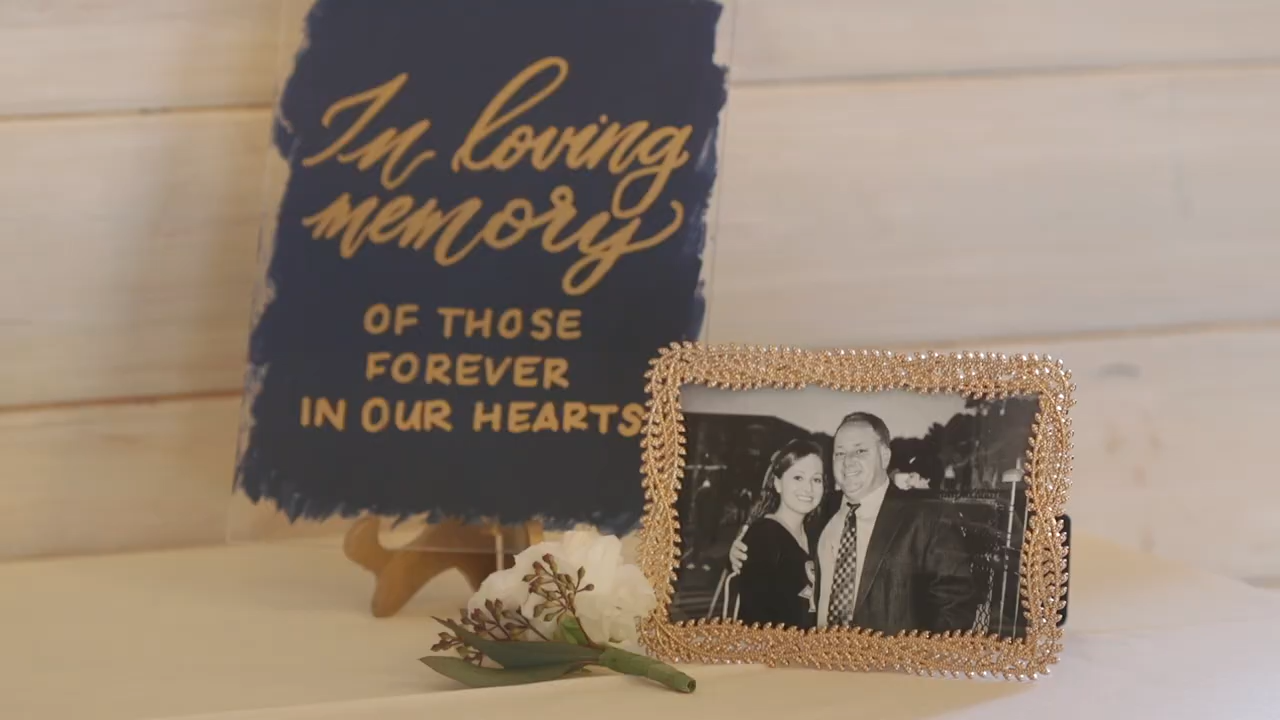 In loving
memory
OF THOSE
FOREVER
IN OUR HEARTS